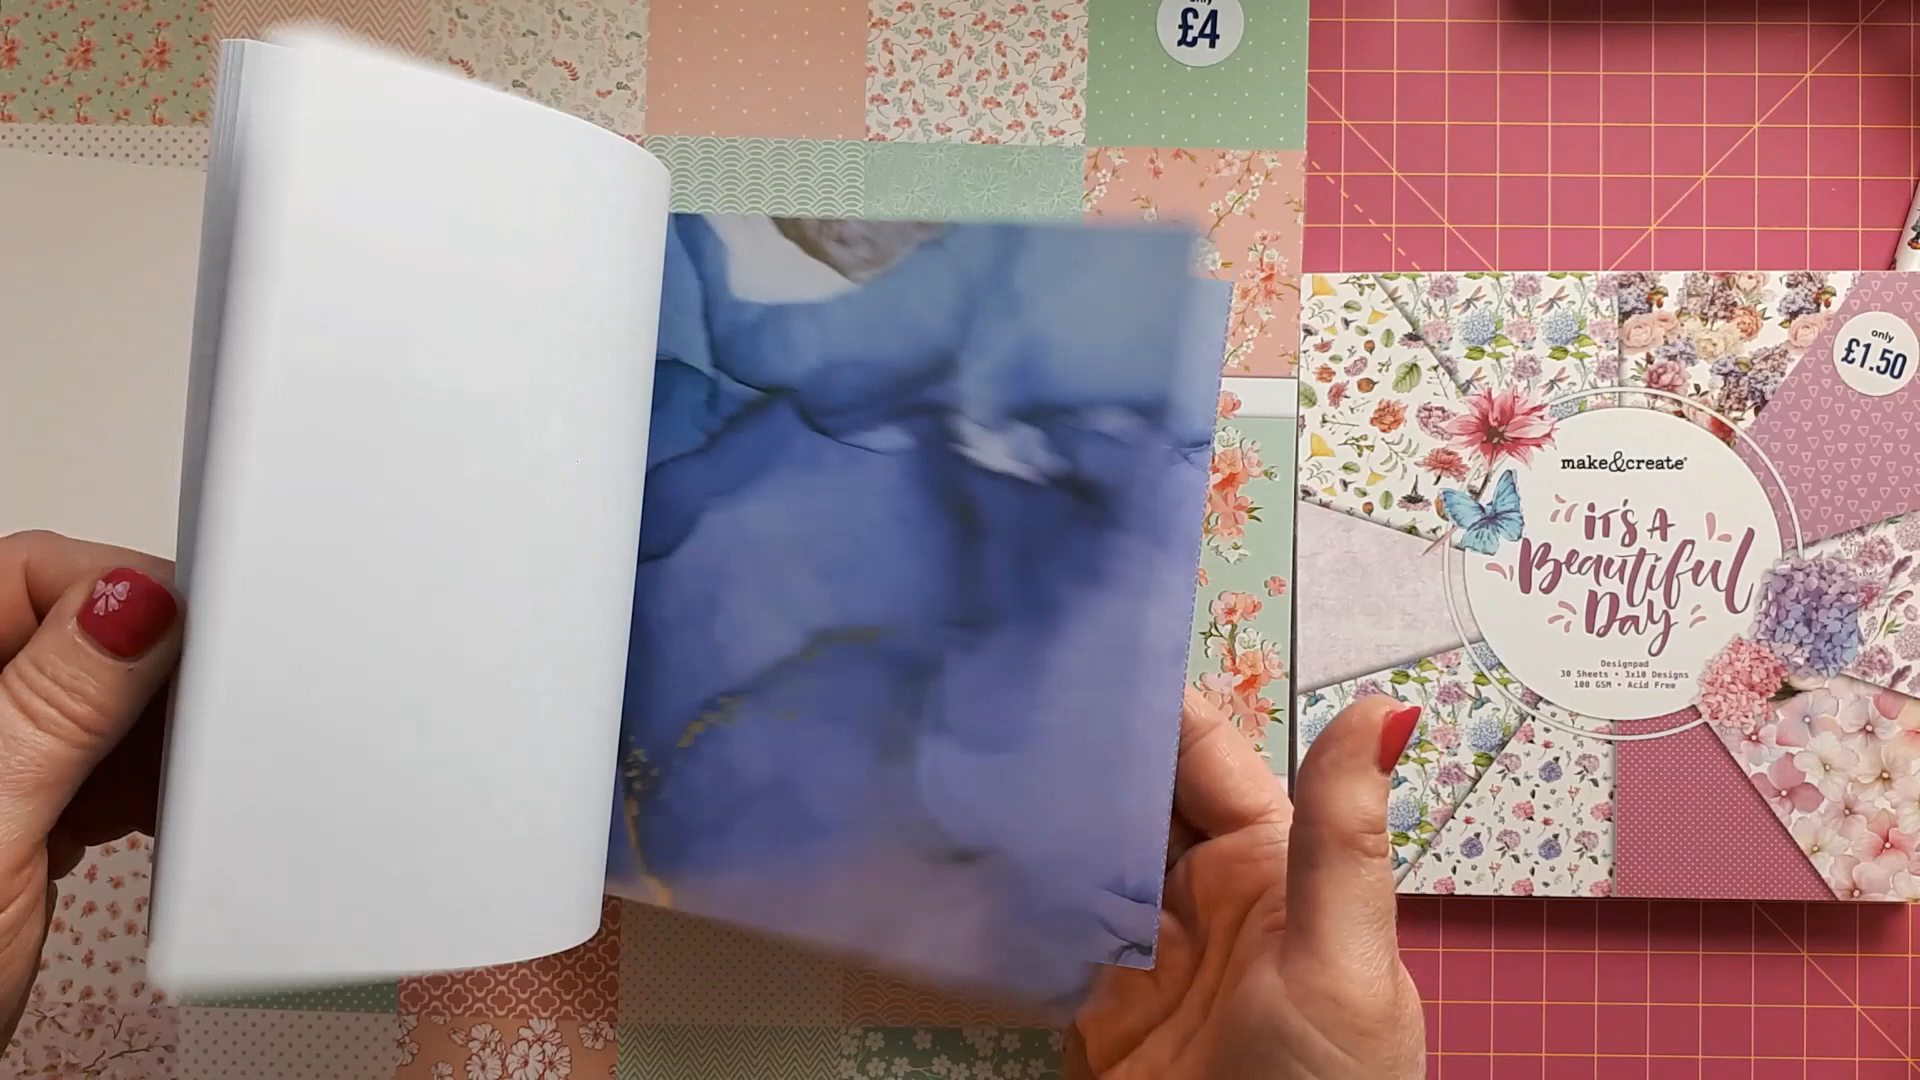 only
£4
only
£1.50
make&create®
IT'S A
Beautiful
Day
Designpad
30 Sheets • 3x10 Designs
100 GSM • Acid Free